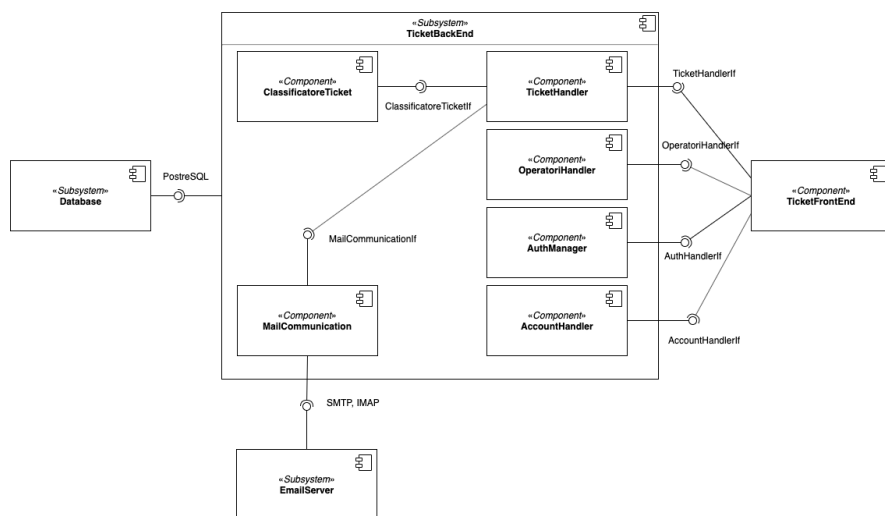 «Subsystem»
TicketBackEnd
«Component»
ClassificatoreTicket
ClassificatoreTicketIf
«Component»
TicketHandler
TicketHandlerIf
«Component»
OperatoriHandler
OperatoriHandlerIf
«Subsystem»
Database
PostreSQL
«Component»
TicketFrontEnd
MailCommunicationIf
«Component»
AuthManager
AuthHandlerIf
«Component»
MailCommunication
«Component»
AccountHandler
AccountHandlerIf
SMTP, IMAP
«Subsystem»
EmailServer